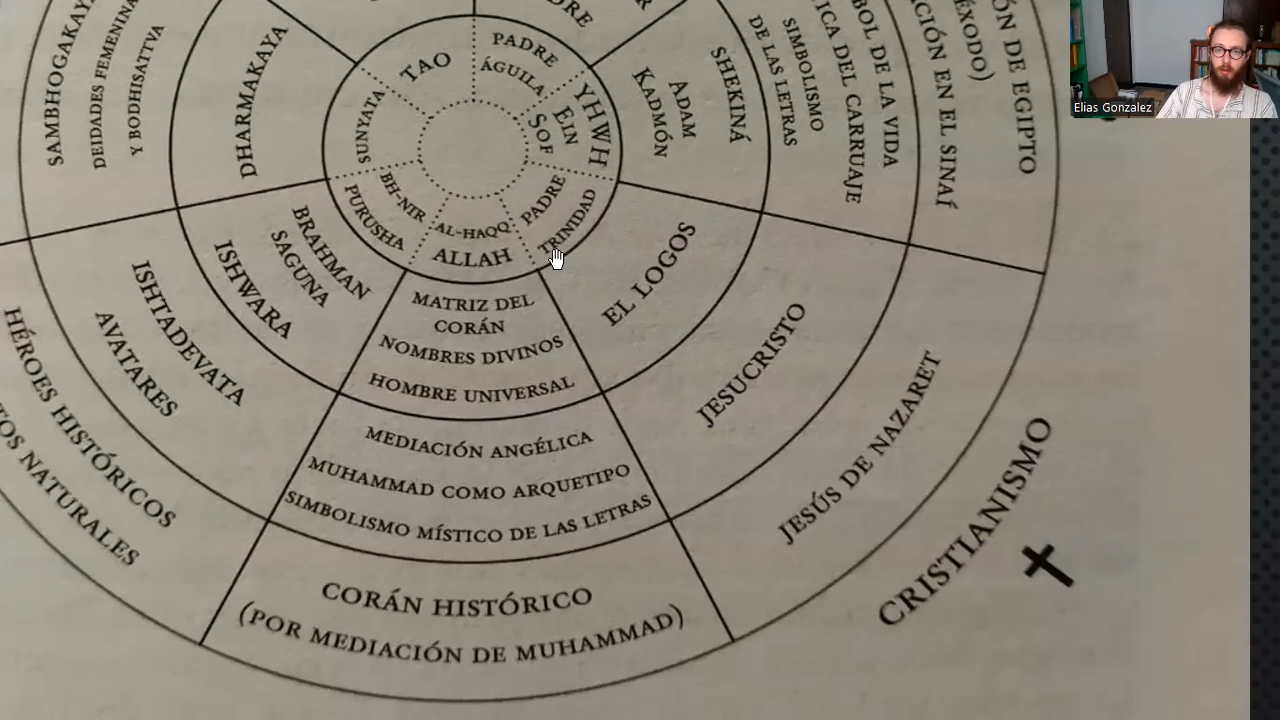 SAMBHOGAKAYA
DEIDADES FEMENINA
Y BODHISATTVA
DHARMAKAYA
SUNYATA
TAO
PADRE
ÁGUILA
YHWH
EIN
SOF
SHEKINÁ
ADAM
KADMÓN
DE LAS LETRAS
SIMBOLISMO
ICA DEL CARRUAJE
BOL DE LA VIDA
ACIÓN EN EL SINAÍ
ÉXODO)
ÓN DE EGIPTO
Elias Gonzalez
PADRE
TRINIDAD
EL LOGOS
JESUCRISTO
JESÚS DE NAZARET
CRISTIANISMO
AL-HAQQ
ALLAH
MATRIZ DEL
CORÁN
NOMBRES DIVINOS
HOMBRE UNIVERSAL
MEDIACIÓN ANGÉLICA
MUHAMMAD COMO ARQUETIPO
SIMBOLISMO MÍSTICO DE LAS LETRAS
CORÁN HISTÓRICO
(POR MEDIACIÓN DE MUHAMMAD)
BH-NIR
PURUSHA
BRAHMAN
SAGUNA
ISHWARA
ISHTADEVATA
AVATARES
HÉROES HISTÓRICOS
OS NATURALES